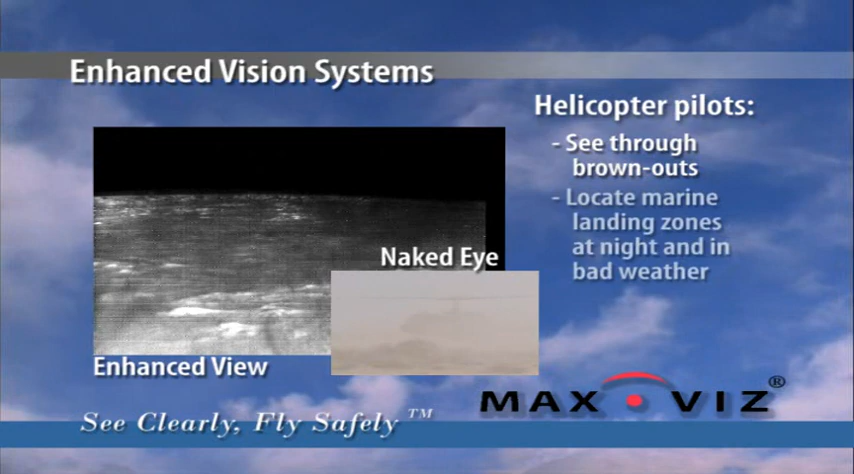 Enhanced Vision Systems
Helicopter pilots:
- See through
brown-outs
- Locate marine
landing zones
at night and in
bad weather
Naked Eye
Enhanced View
See Clearly, Fly Safely ™
MAX VIZ®